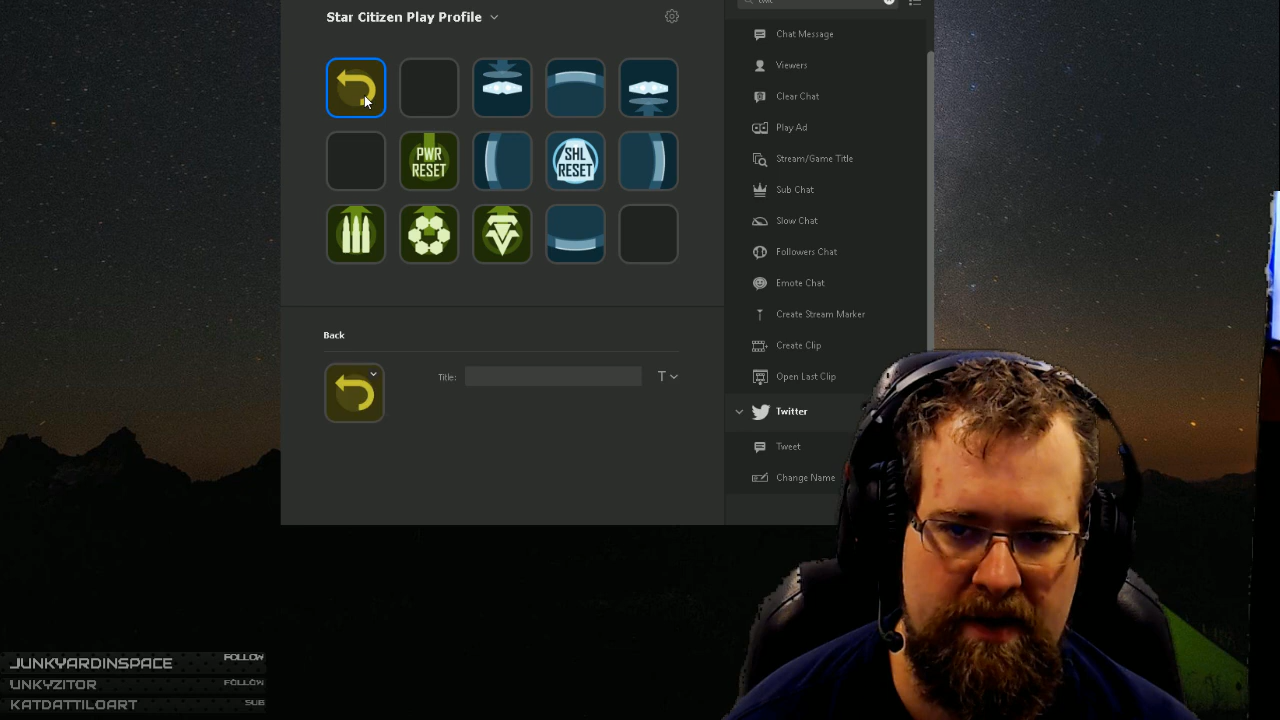 Star Citizen Play Profile
Chat Message
Viewers
Clear Chat
Play Ad
Stream/Game Title
Sub Chat
Slow Chat
Followers Chat
Emote Chat
Create Stream Marker
Create Clip
Open Last Clip
Twitter
Tweet
Change Name
PWR
RESET
SHL
RESET
Back
Title:
T
JUNKYARDINSPACE FOLLOW
UNKYZITOR FOLLOW
KATDATTILOART SUB